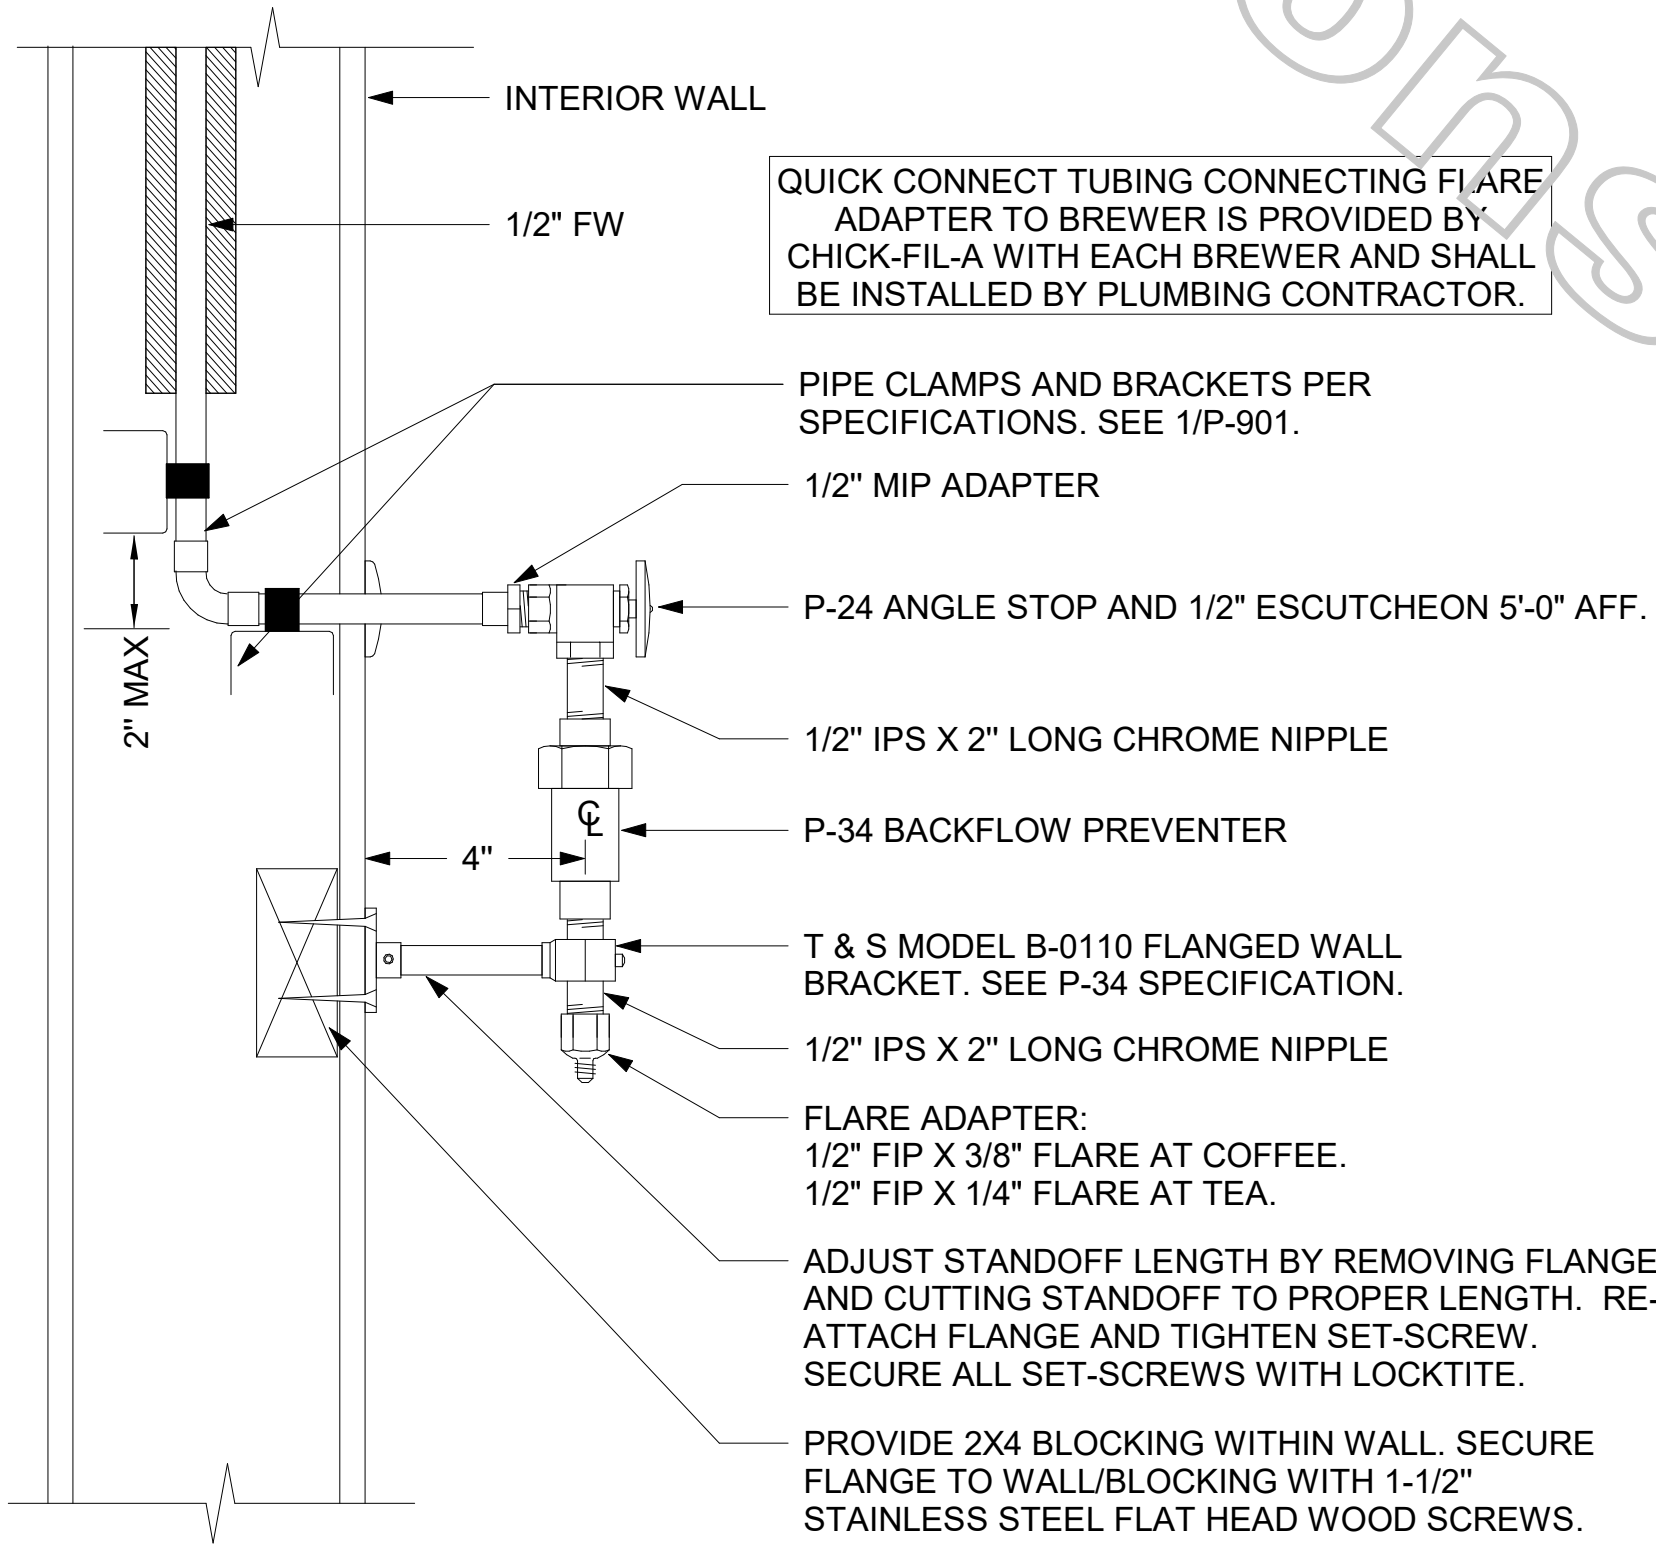 INTERIOR WALL
1/2" FW
QUICK CONNECT TUBING CONNECTING FLARE
ADAPTER TO BREWER IS PROVIDED BY
CHICK-FIL-A WITH EACH BREWER AND SHALL
BE INSTALLED BY PLUMBING CONTRACTOR.
PIPE CLAMPS AND BRACKETS PER
SPECIFICATIONS. SEE 1/P-901.
1/2" MIP ADAPTER
P-24 ANGLE STOP AND 1/2" ESCUTCHEON 5'-0" AFF.
2" MAX
1/2" IPS X 2" LONG CHROME NIPPLE
CL
P-34 BACKFLOW PREVENTER
4"
T & S MODEL B-0110 FLANGED WALL
BRACKET. SEE P-34 SPECIFICATION.
1/2" IPS X 2" LONG CHROME NIPPLE
FLARE ADAPTER:
1/2" FIP X 3/8" FLARE AT COFFEE.
1/2" FIP X 1/4" FLARE AT TEA.
ADJUST STANDOFF LENGTH BY REMOVING FLANGE
AND CUTTING STANDOFF TO PROPER LENGTH.  RE-
ATTACH FLANGE AND TIGHTEN SET-SCREW.
SECURE ALL SET-SCREWS WITH LOCKTITE.
PROVIDE 2X4 BLOCKING WITHIN WALL. SECURE
FLANGE TO WALL/BLOCKING WITH 1-1/2"
STAINLESS STEEL FLAT HEAD WOOD SCREWS.
ons